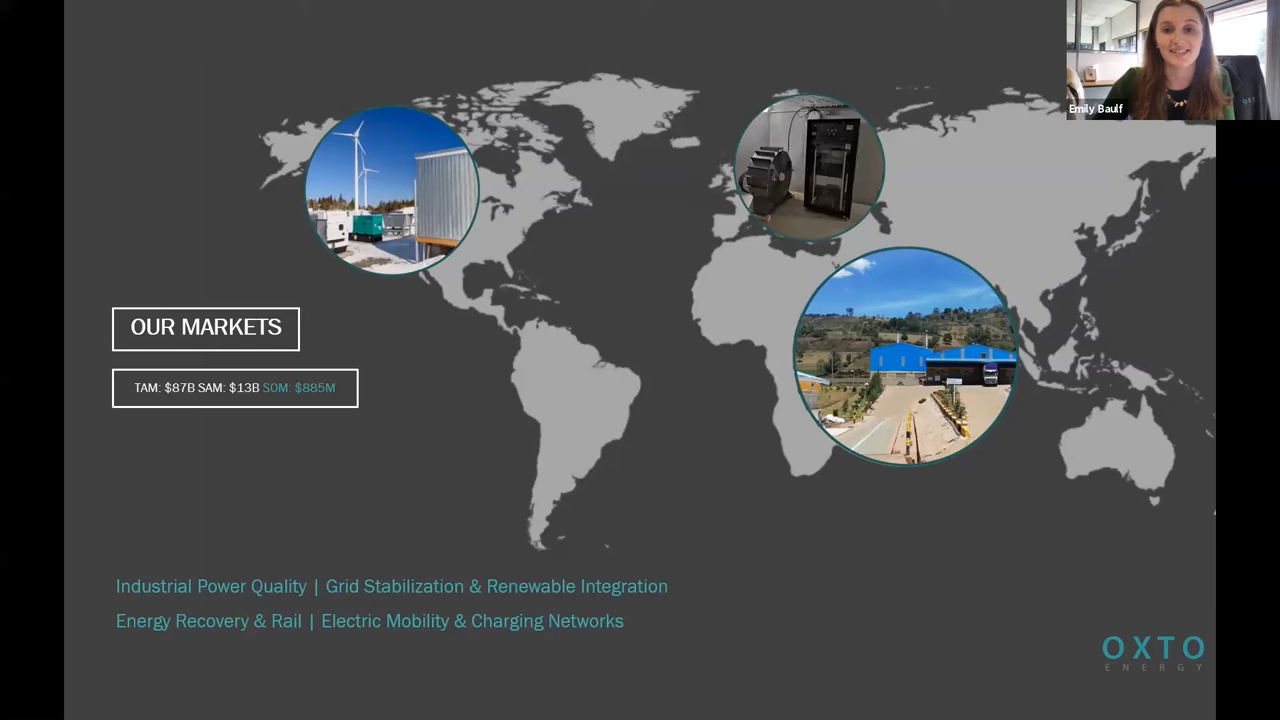 Emily Baulf
OUR MARKETS
TAM: $87B SAM: $13B SOM: $885M
Industrial Power Quality | Grid Stabilization & Renewable Integration
Energy Recovery & Rail | Electric Mobility & Charging Networks
OXTO
ENERGY